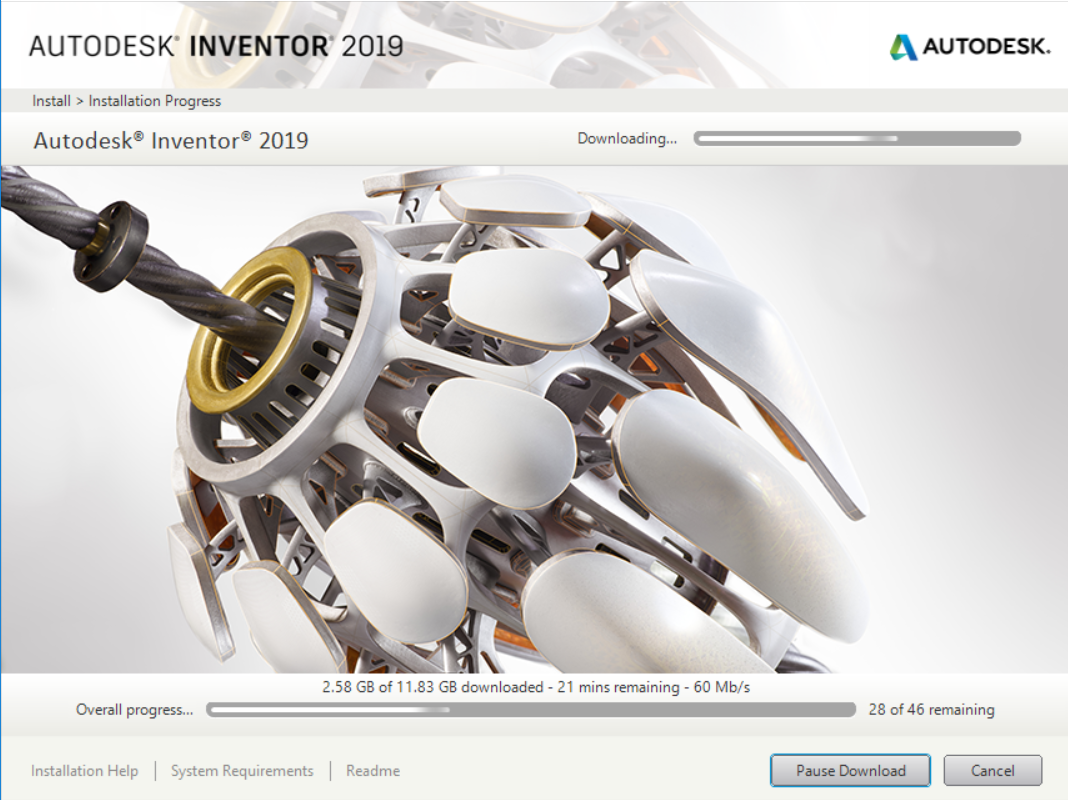 AUTODESK® INVENTOR® 2019
AUTODESK.
Install > Installation Progress
Autodesk® Inventor® 2019
Downloading...
2.58 GB of 11.83 GB downloaded - 21 mins remaining - 60 Mb/s
Overall progress...
28 of 46 remaining
Installation Help
System Requirements
Readme
Pause Download
Cancel